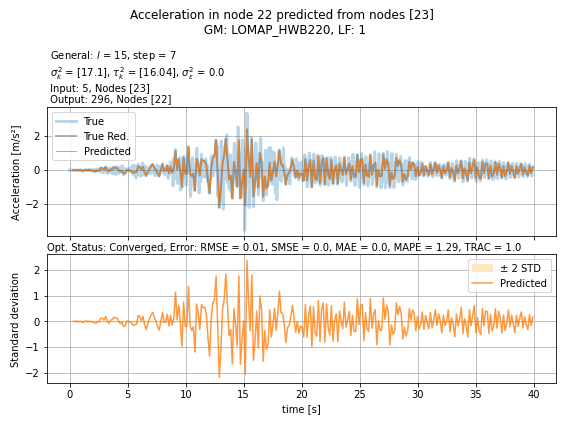 Acceleration in node 22 predicted from nodes [23]
GM: LOMAP_HWB220, LF: 1
General: l = 15, step = 7
σ²ₖ = [17.1], τ²ₖ = [16.04], σ²ε = 0.0
Input: 5, Nodes [23]
Output: 296, Nodes [22]
True
True Red.
Predicted
Acceleration [m/s²]
2
0
−2
Opt. Status: Converged, Error: RMSE = 0.01, SMSE = 0.0, MAE = 0.0, MAPE = 1.29, TRAC = 1.0
± 2 STD
Predicted
Standard deviation
2
1
0
−1
−2
0 5 10 15 20 25 30 35 40
time [s]